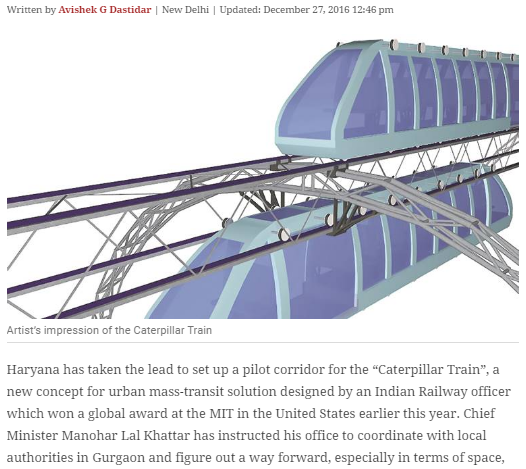 Written by Avishek G Dastidar | New Delhi | Updated: December 27, 2016 12:46 pm
Artist's impression of the Caterpillar Train
Haryana has taken the lead to set up a pilot corridor for the “Caterpillar Train”, a
new concept for urban mass-transit solution designed by an Indian Railway officer
which won a global award at the MIT in the United States earlier this year. Chief
Minister Manohar Lal Khattar has instructed his office to coordinate with local
authorities in Gurgaon and figure out a way forward, especially in terms of space,